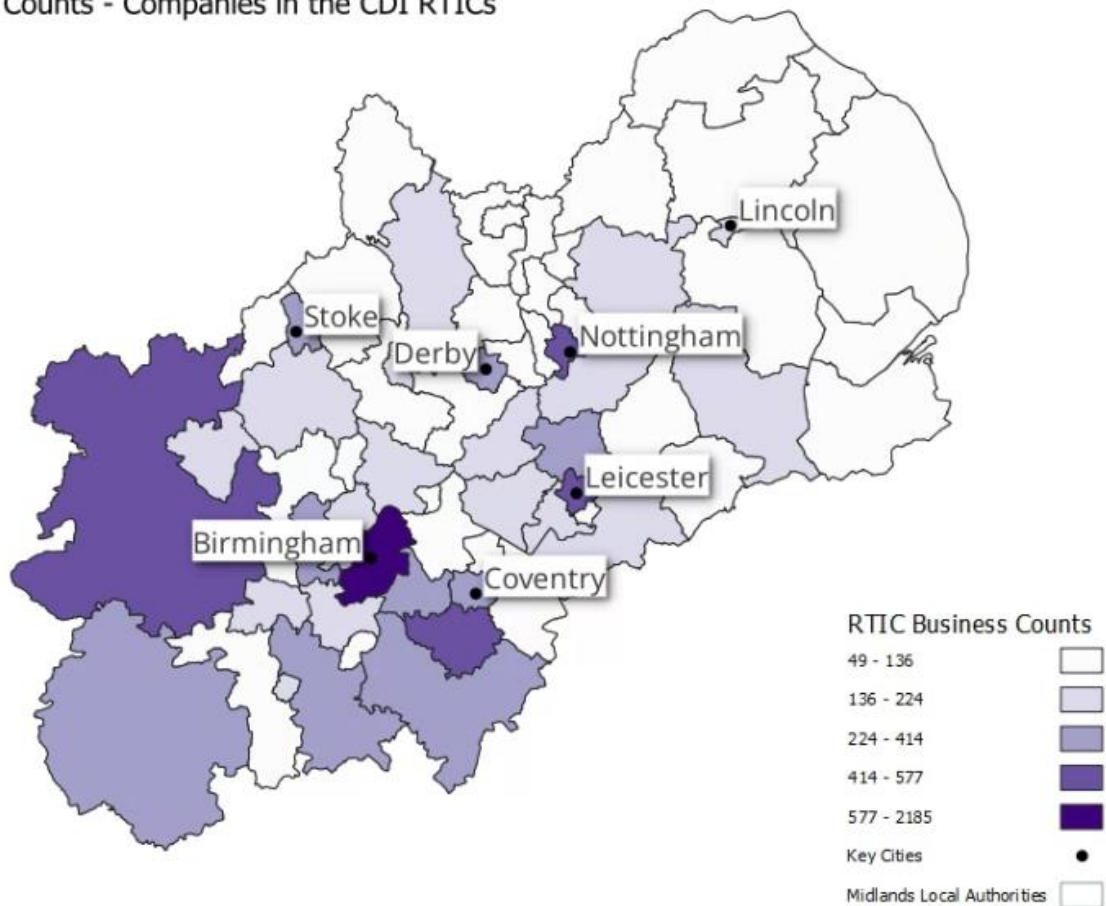 Counts - Companies in the CDI RTICs
Lincoln
Stoke
Nottingham
Derby
Leicester
Birmingham
Coventry
RTIC Business Counts
49 - 136
136 - 224
224 - 414
414 - 577
577 - 2185
Key Cities
Midlands Local Authorities